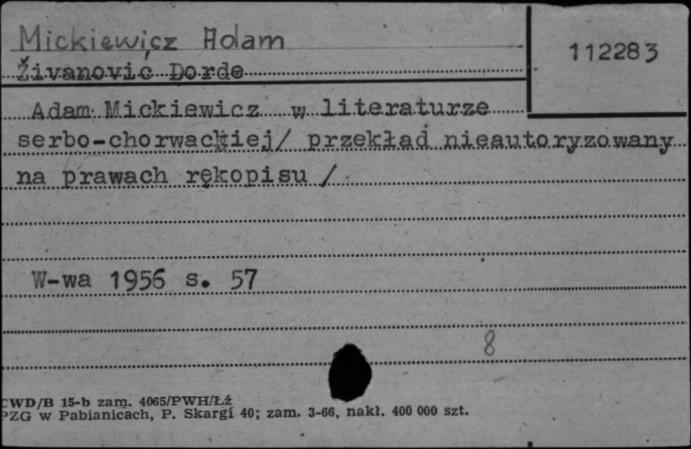 Mickiewicz Adam
112283
Živanović Dorde
Adam Mickiewicz w literaturze
serbo-chorwackiej/ przekład nieautoryzowany
na prawach rękopisu /
W-wa 1956 s. 57
8
CWD/B 15-b zam. 4065/PWH/Łź
PZG w Pabianicach, P. Skargi 40; zam. 3-66, nakł. 400 000 szt.